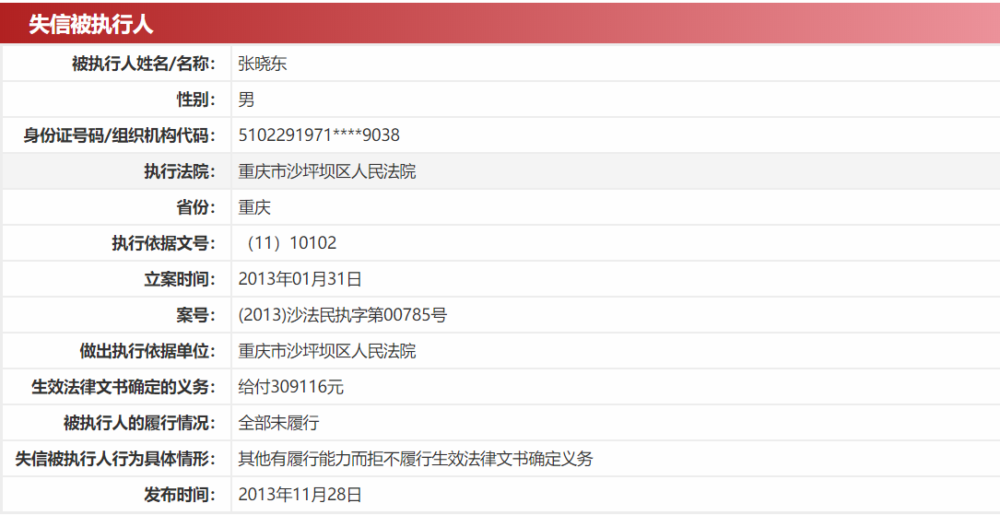 失信被执行人
被执行人姓名/名称： 张晓东
性别： 男
身份证号码/组织机构代码： 5102291971****9038
执行法院： 重庆市沙坪坝区人民法院
省份： 重庆
执行依据文号： （11）10102
立案时间： 2013年01月31日
案号： (2013)沙法民执字第00785号
做出执行依据单位： 重庆市沙坪坝区人民法院
生效法律文书确定的义务： 给付309116元
被执行人的履行情况： 全部未履行
失信被执行人行为具体情形： 其他有履行能力而拒不履行生效法律文书确定义务
发布时间： 2013年11月28日